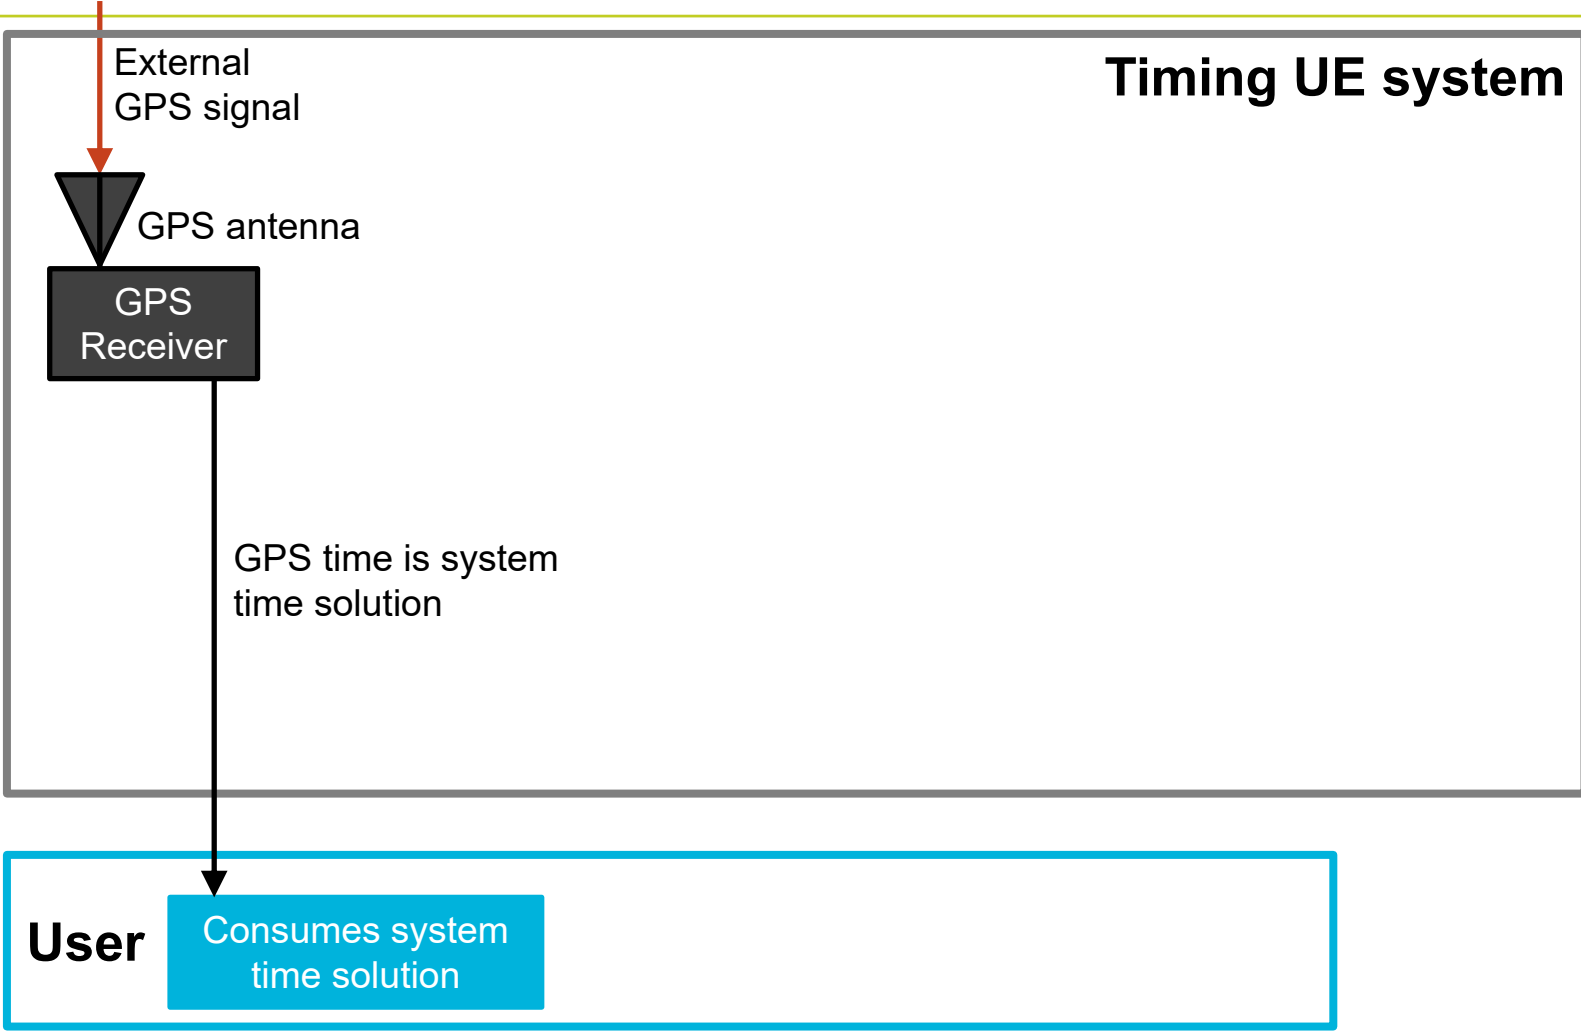 External
GPS signal
Timing UE system
GPS antenna
GPS
Receiver
GPS time is system
time solution
User
Consumes system
time solution